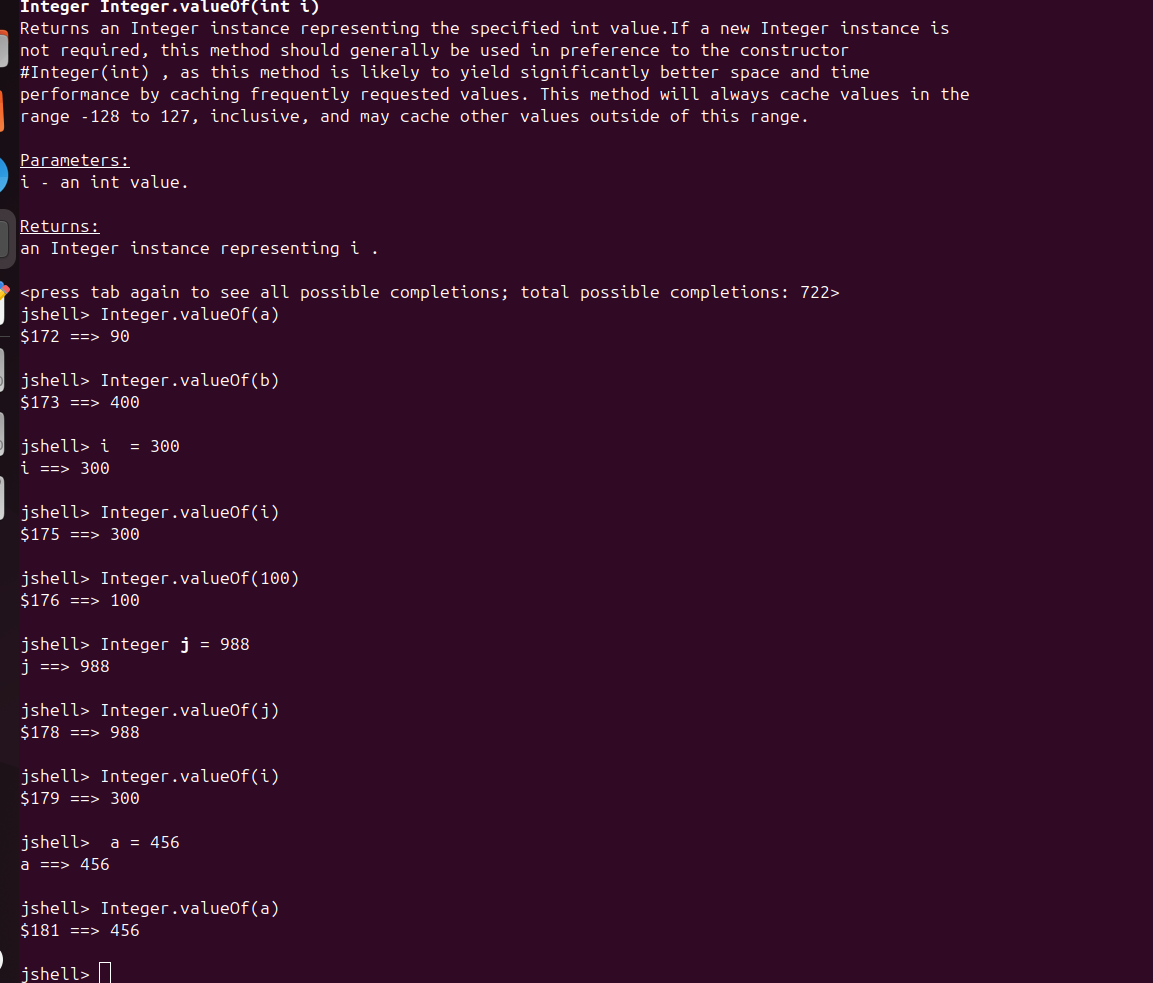 Integer Integer.valueOf(int i)
Returns an Integer instance representing the specified int value.If a new Integer instance is
not required, this method should generally be used in preference to the constructor
#Integer(int) , as this method is likely to yield significantly better space and time
performance by caching frequently requested values. This method will always cache values in the
range -128 to 127, inclusive, and may cache other values outside of this range.
Parameters:
i - an int value.
Returns:
an Integer instance representing i .
<press tab again to see all possible completions; total possible completions: 722>
jshell> Integer.valueOf(a)
$172 ==> 90
jshell> Integer.valueOf(b)
$173 ==> 400
jshell> i  = 300
i ==> 300
jshell> Integer.valueOf(i)
$175 ==> 300
jshell> Integer.valueOf(100)
$176 ==> 100
jshell> Integer j = 988
j ==> 988
jshell> Integer.valueOf(j)
$178 ==> 988
jshell> Integer.valueOf(i)
$179 ==> 300
jshell>  a = 456
a ==> 456
jshell> Integer.valueOf(a)
$181 ==> 456
jshell>